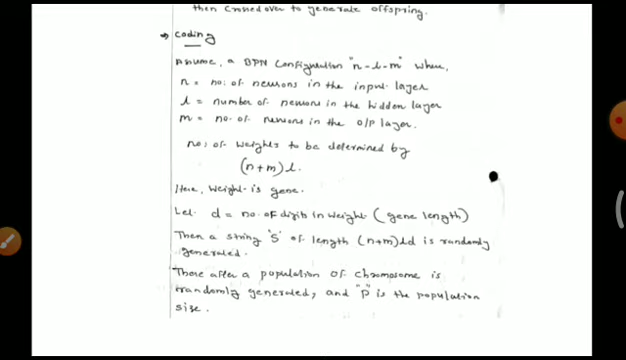 then crossed over to generate offspring.
→ Coding
Assume, a BPN Configuration "n-l-m" where,
n = no: of neurons in the input layer
l = number of neurons in the hidden layer
m = no. of neurons in the o/p layer.
no: of weights to be determined by
(n+m)l.
Here, weight is gene.
Let d = no. of digits in weight (gene length)
Then a string 'S' of length (n+m)ld is randomly
generated.
There after a population of chromosome is
randomly generated, and "p" is the population
size.